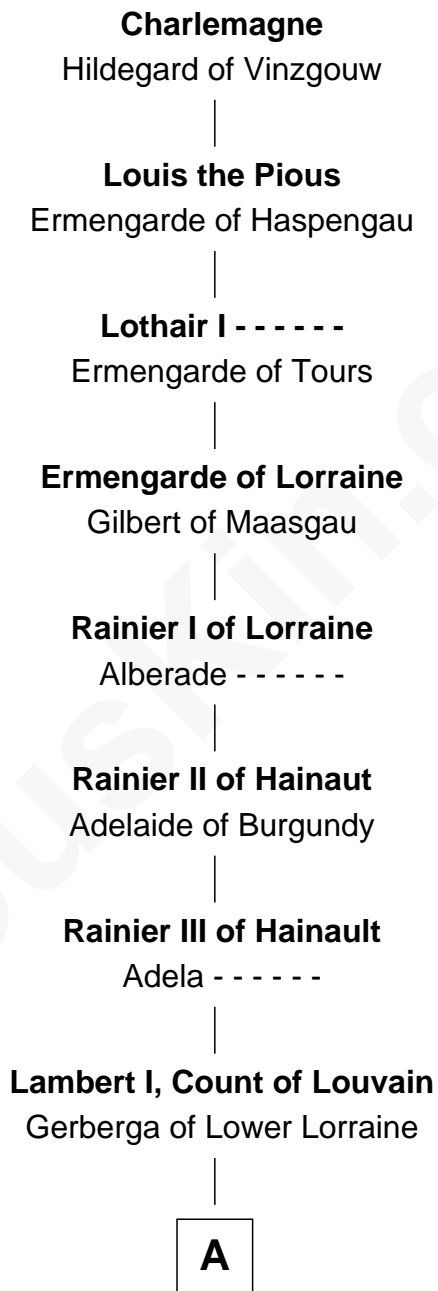 Charlemagne
Hildegard of Vinzgouw
Louis the Pious
Ermengarde of Haspengau
Lothair I - - - - - -
Ermengarde of Tours
Ermengarde of Lorraine
Gilbert of Maasgau
Rainier I of Lorraine
Alberade - - - - - -
Rainier II of Hainaut
Adelaide of Burgundy
Rainier III of Hainault
Adela - - - - - -
Lambert I, Count of Louvain
Gerberga of Lower Lorraine
A